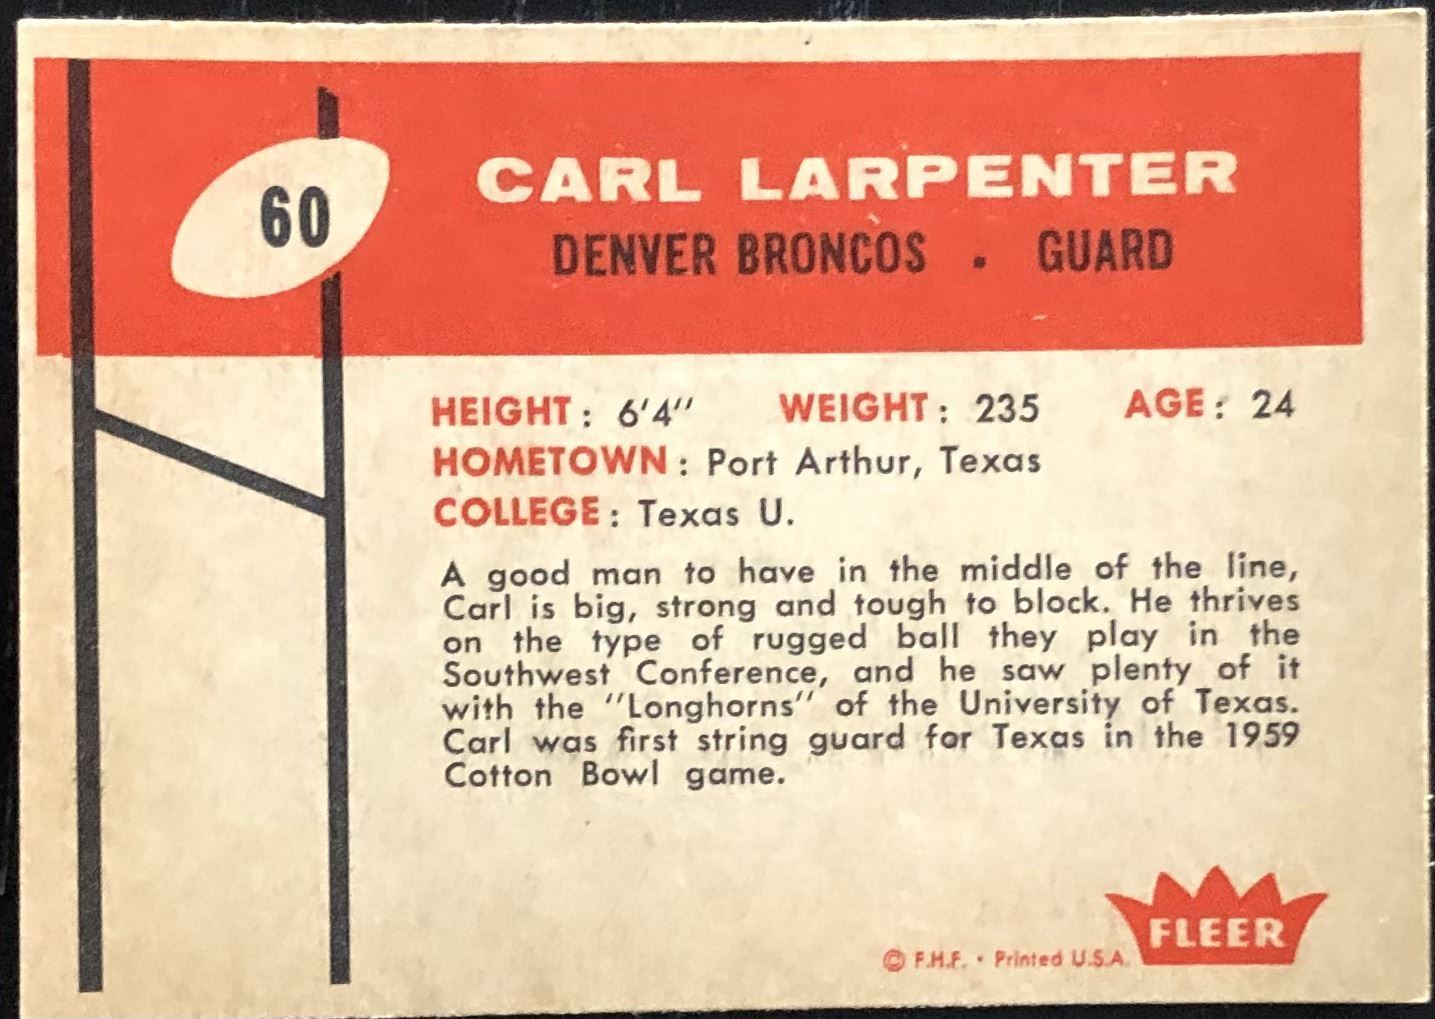 60
CARL LARPENTER
DENVER BRONCOS . GUARD
HEIGHT: 6'4" WEIGHT: 235 AGE: 24
HOMETOWN: Port Arthur, Texas
COLLEGE: Texas U.
A good man to have in the middle of the line,
Carl is big, strong and tough to block. He thrives
on the type of rugged ball they play in the
Southwest Conference, and he saw plenty of it
with the "Longhorns" of the University of Texas.
Carl was first string guard for Texas in the 1959
Cotton Bowl game.
FLEER
© F.H.F. • Printed U.S.A.